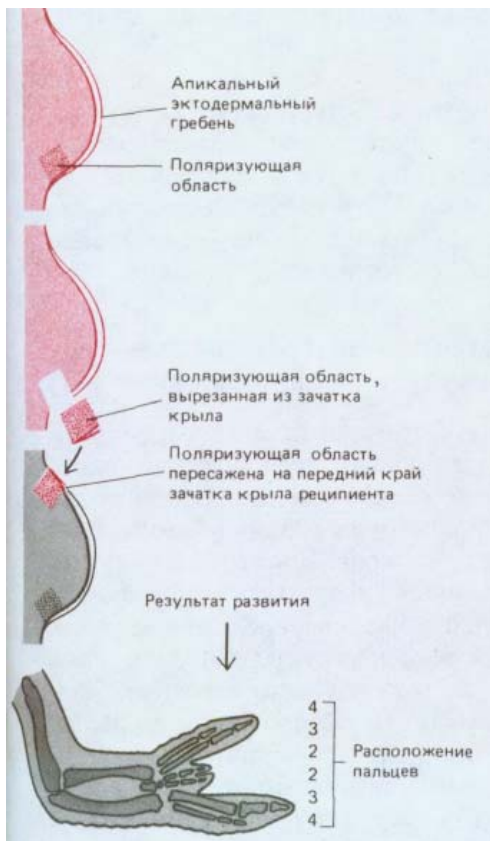 Апикальный
эктодермальный
гребень
Поляризующая
область
Поляризующая область,
вырезанная из зачатка
крыла
Поляризующая область
пересажена на передний край
зачатка крыла реципиента
Результат развития
4
3
2
2
3
4
Расположение
пальцев